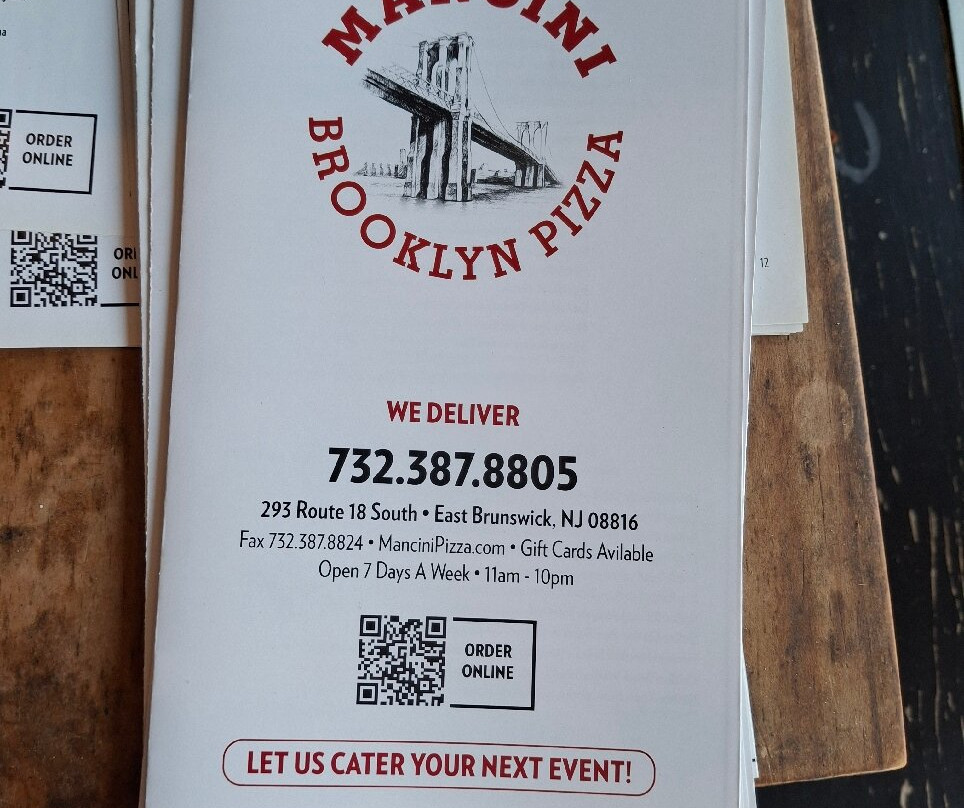 MANCINI
BROOKLYN PIZZA
WE DELIVER
732.387.8805
293 Route 18 South • East Brunswick, NJ 08816
Fax 732.387.8824 • ManciniPizza.com • Gift Cards Avilable
Open 7 Days A Week • 11am - 10pm
ORDER
ONLINE
LET US CATER YOUR NEXT EVENT!
ORDER
ONLINE
12